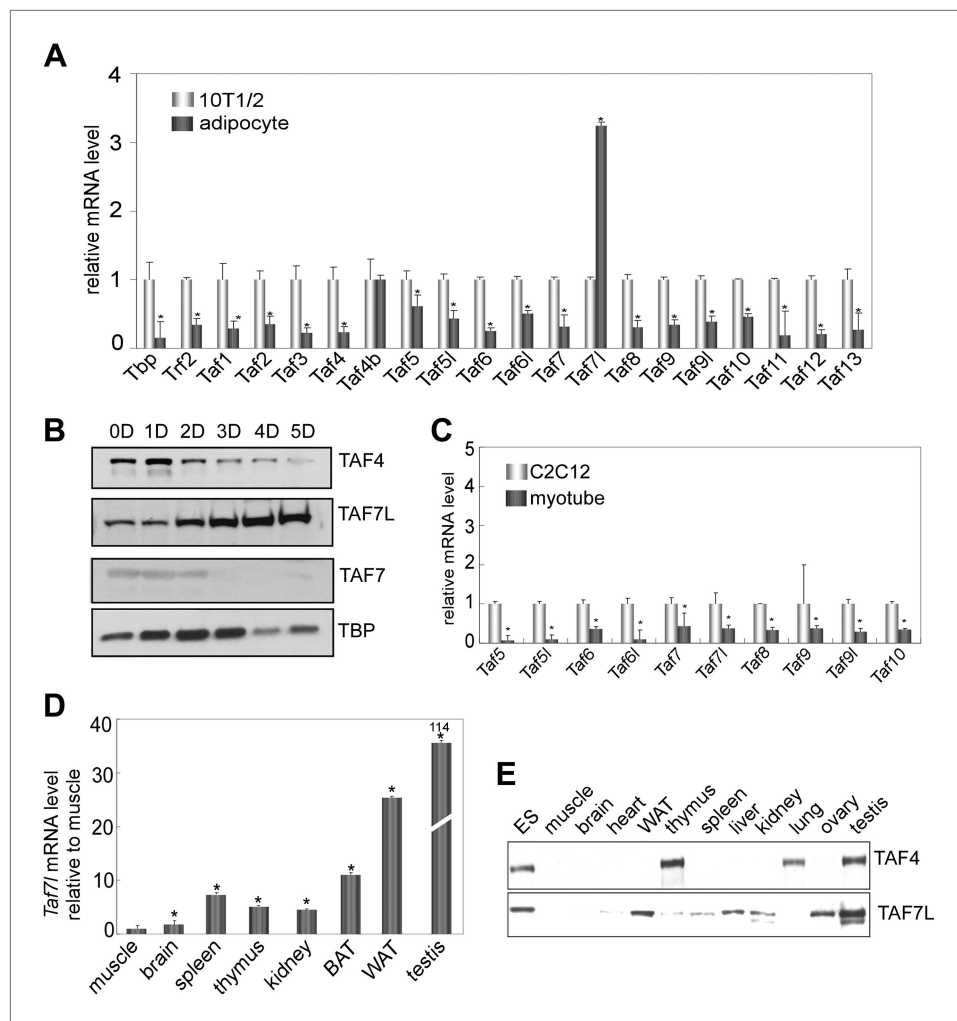 A
4
3
2
1
0
relative mRNA level
10T1/2
adipocyte
* * * * * * * * * * * * * * * * * * *
Tbp Trf2 Taf1 Taf2 Taf3 Taf4 Taf4b Taf5 Taf5l Taf6 Taf6l Taf7 Taf7l Taf8 Taf9 Taf9l Taf10 Taf11 Taf12 Taf13
B
0D 1D 2D 3D 4D 5D
TAF4
TAF7L
TAF7
TBP
C
5
4
3
2
1
0
relative mRNA level
C2C12
myotube
* * * * * * * * * *
Taf5 Taf5l Taf6 Taf6l Taf7 Taf7l Taf8 Taf9 Taf9l Taf10
D
40
30
20
10
0
Taf7l mRNA level
relative to muscle
114
* * * * * * *
muscle brain spleen thymus kidney BAT WAT testis
E
ES muscle brain heart WAT thymus spleen liver kidney lung ovary testis
TAF4
TAF7L